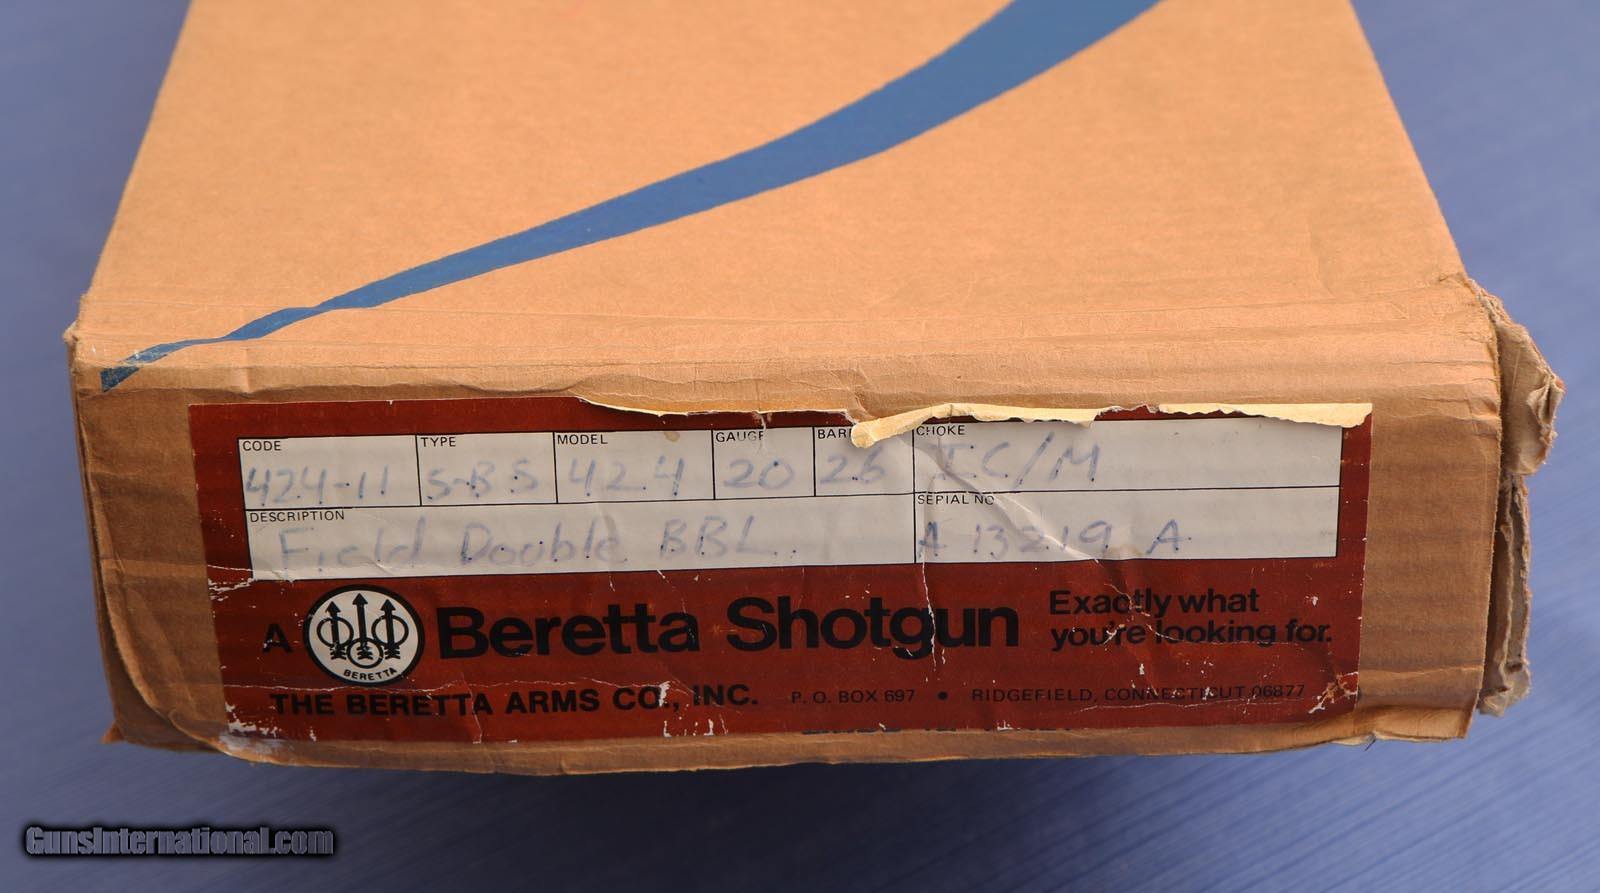 CODE TYPE MODEL GAUGE CHOKE
424-11 S-B-S 424 20 26 IC/M
DESCRIPTION SERIAL NO
Field Double BBL. A 13219 A
A BERETTA Beretta Shotgun Exactly what
you're looking for.
THE BERETTA ARMS CO., INC. P. O. BOX 697 • RIDGEFIELD, CONNECTICUT 06877
GunsInternational.com